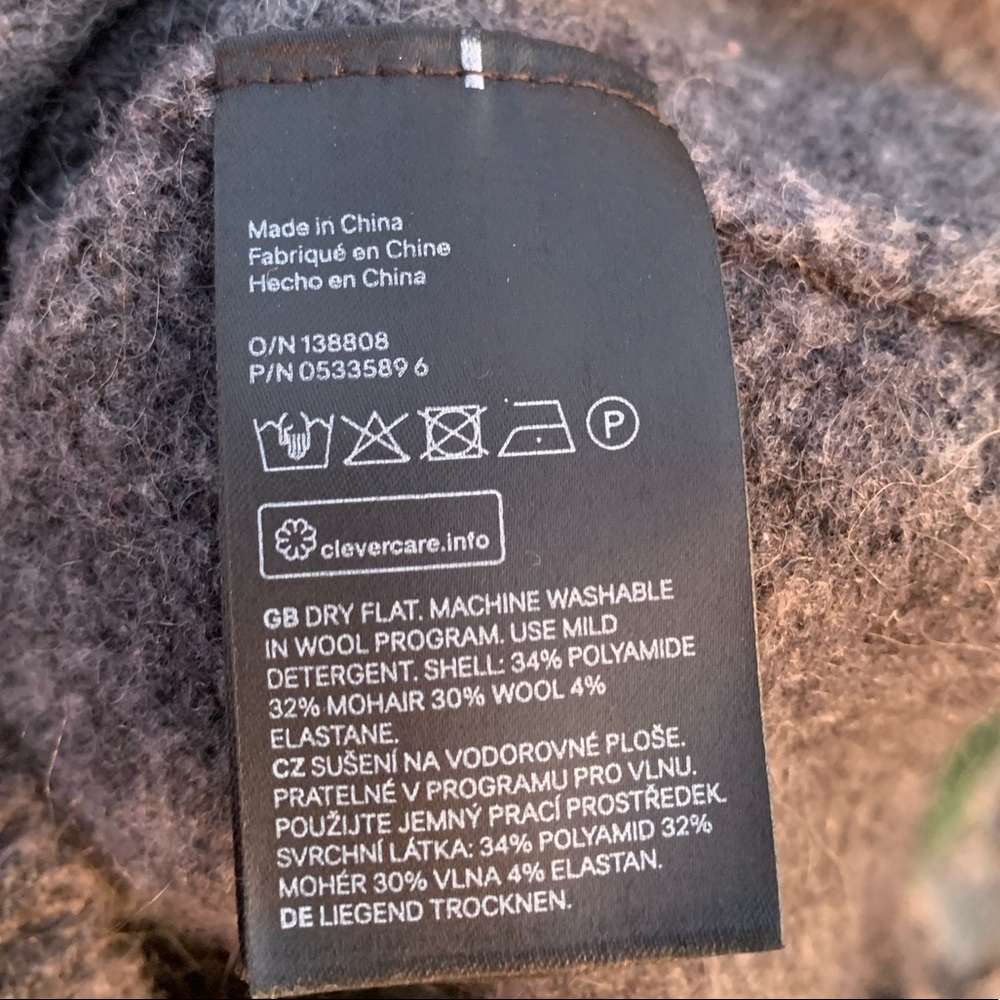 Made in China
Fabriqué en Chine
Hecho en China
O/N 138808
P/N 0533589 6
P
clevercare.info
GB DRY FLAT. MACHINE WASHABLE
IN WOOL PROGRAM. USE MILD
DETERGENT. SHELL: 34% POLYAMIDE
32% MOHAIR 30% WOOL 4%
ELASTANE.
CZ SUŠENÍ NA VODOROVNÉ PLOŠE.
PRATELNÉ V PROGRAMU PRO VLNU.
POUŽIJTE JEMNÝ PRACÍ PROSTŘEDEK.
SVRCHNÍ LÁTKA: 34% POLYAMID 32%
MOHÉR 30% VLNA 4% ELASTAN.
DE LIEGEND TROCKNEN.